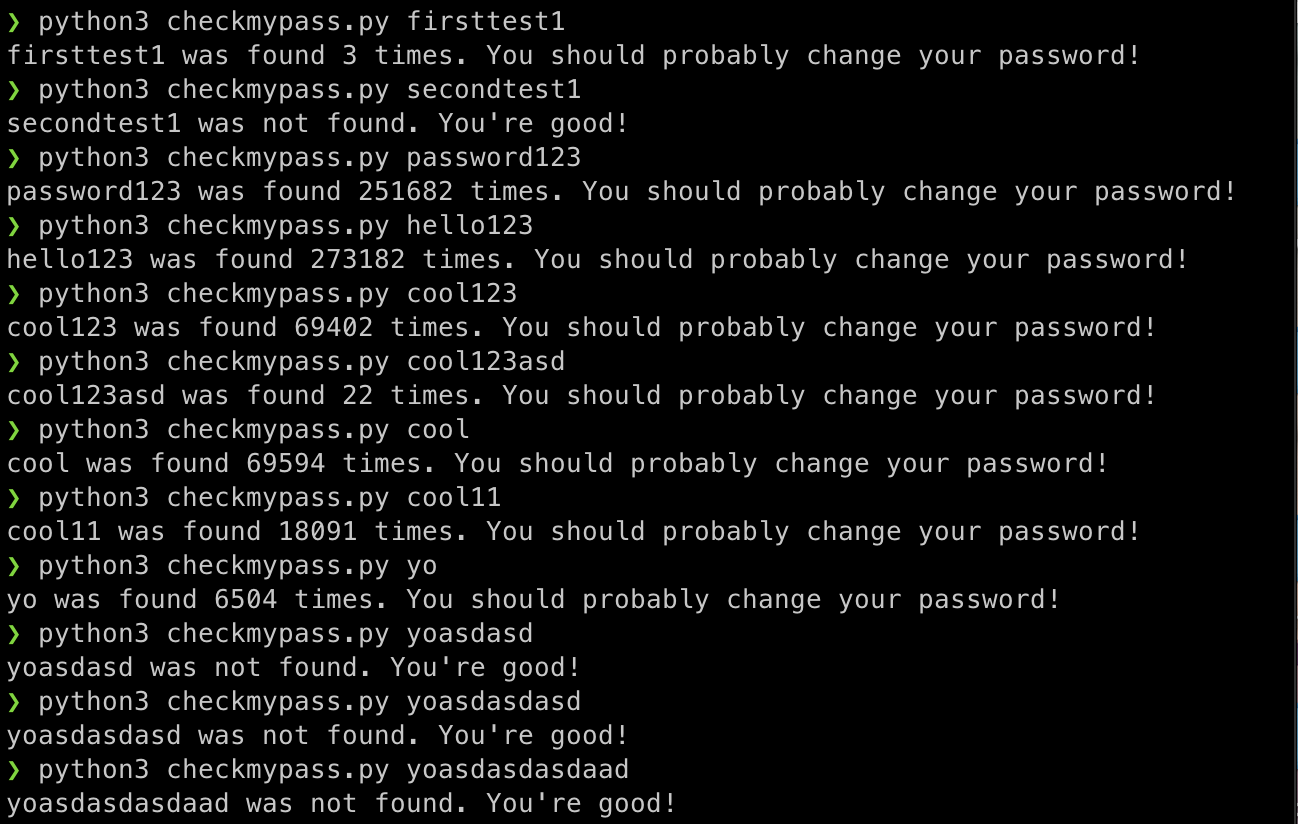 ❯ python3 checkmypass.py firsttest1
firsttest1 was found 3 times. You should probably change your password!
❯ python3 checkmypass.py secondtest1
secondtest1 was not found. You're good!
❯ python3 checkmypass.py password123
password123 was found 251682 times. You should probably change your password!
❯ python3 checkmypass.py hello123
hello123 was found 273182 times. You should probably change your password!
❯ python3 checkmypass.py cool123
cool123 was found 69402 times. You should probably change your password!
❯ python3 checkmypass.py cool123asd
cool123asd was found 22 times. You should probably change your password!
❯ python3 checkmypass.py cool
cool was found 69594 times. You should probably change your password!
❯ python3 checkmypass.py cool11
cool11 was found 18091 times. You should probably change your password!
❯ python3 checkmypass.py yo
yo was found 6504 times. You should probably change your password!
❯ python3 checkmypass.py yoasdasd
yoasdasd was not found. You're good!
❯ python3 checkmypass.py yoasdasdasd
yoasdasdasd was not found. You're good!
❯ python3 checkmypass.py yoasdasdasdaad
yoasdasdasdaad was not found. You're good!